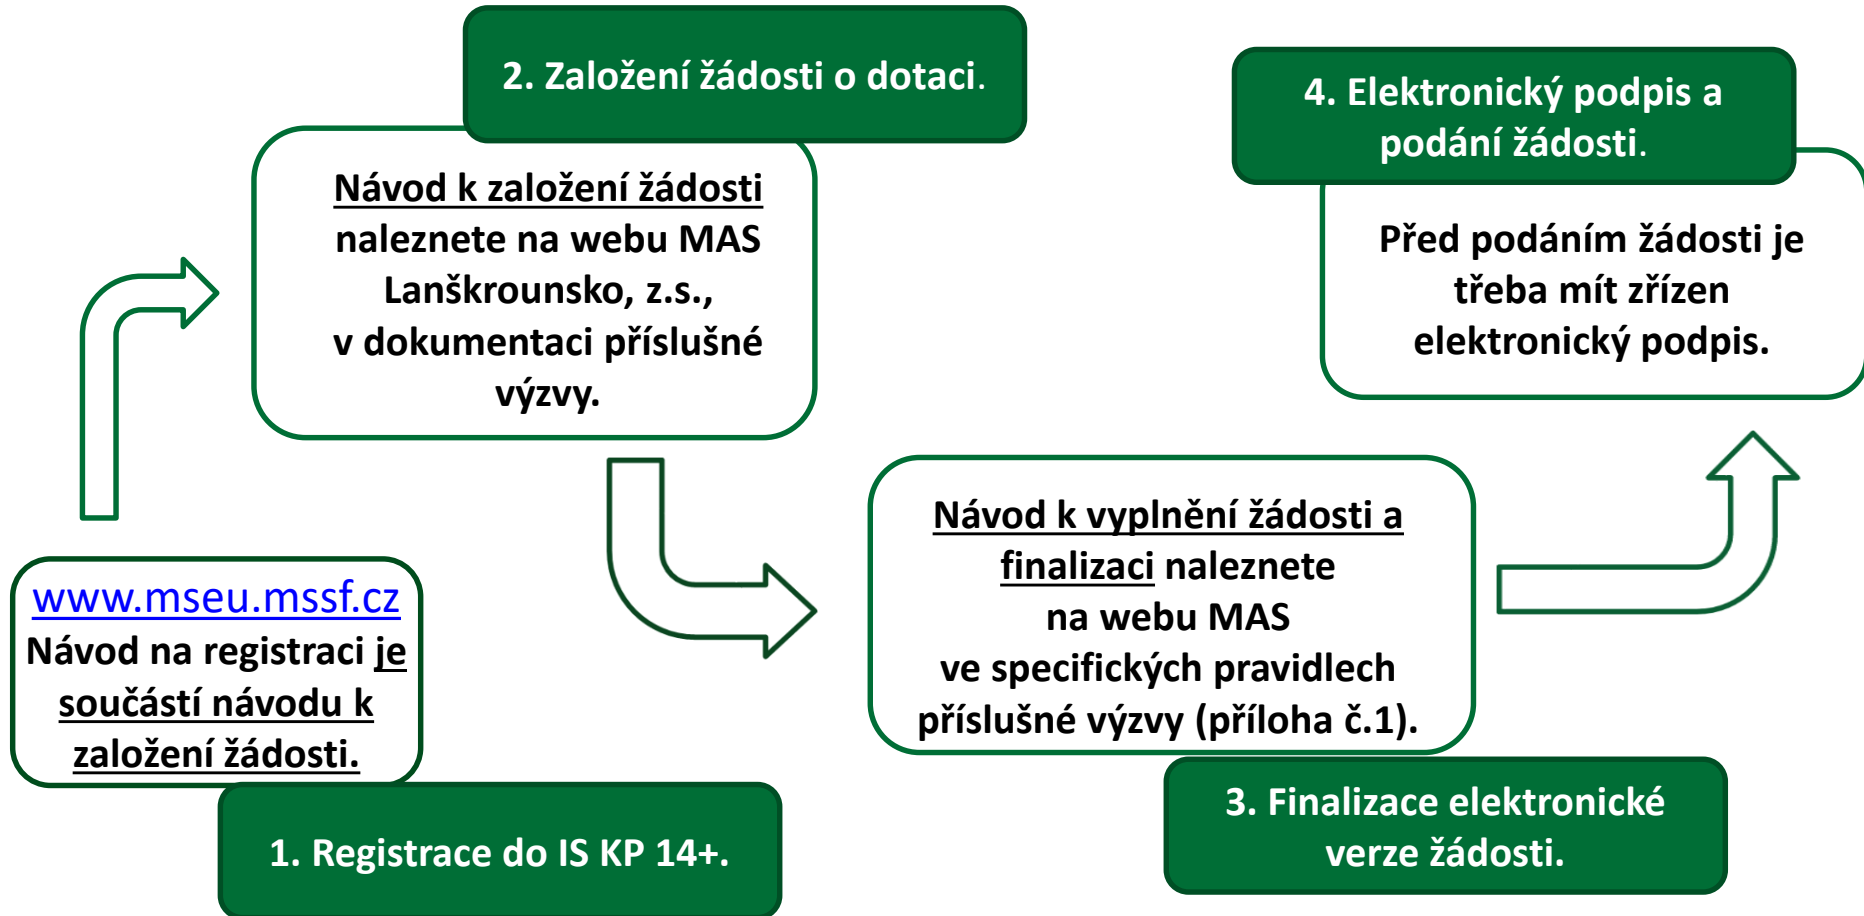 www.mseu.mssf.cz
Návod na registraci je
součástí návodu k
založení žádosti.
1. Registrace do IS KP 14+.
2. Založení žádosti o dotaci.
Návod k založení žádosti
naleznete na webu MAS
Lanškrounsko, z.s.,
v dokumentaci příslušné
výzvy.
Návod k vyplnění žádosti a
finalizaci naleznete
na webu MAS
ve specifických pravidlech
příslušné výzvy (příloha č.1).
3. Finalizace elektronické
verze žádosti.
4. Elektronický podpis a
podání žádosti.
Před podáním žádosti je
třeba mít zřízen
elektronický podpis.